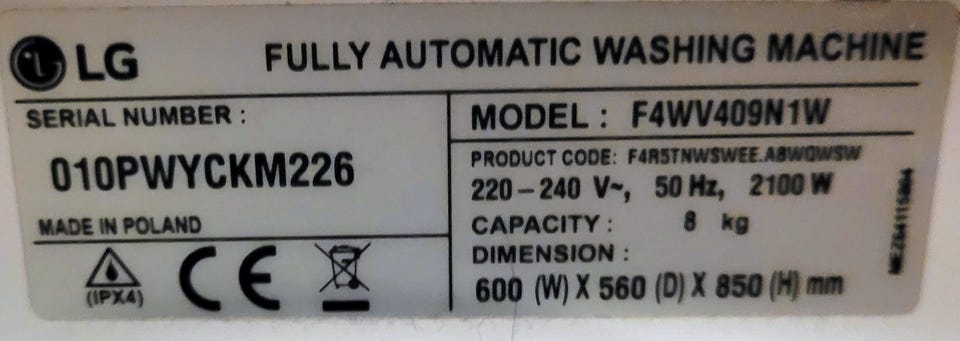 LG FULLY AUTOMATIC WASHING MACHINE
SERIAL NUMBER :
010PWYCKM226
MADE IN POLAND
(IPX4)
CE
MODEL : F4WV409N1W
PRODUCT CODE: F4R5TNWSWEE.ABWQWSW
220-240 V~, 50 Hz, 2100 W
CAPACITY : 8 kg
DIMENSION :
600 (W) X 560 (D) X 850 (H) mm